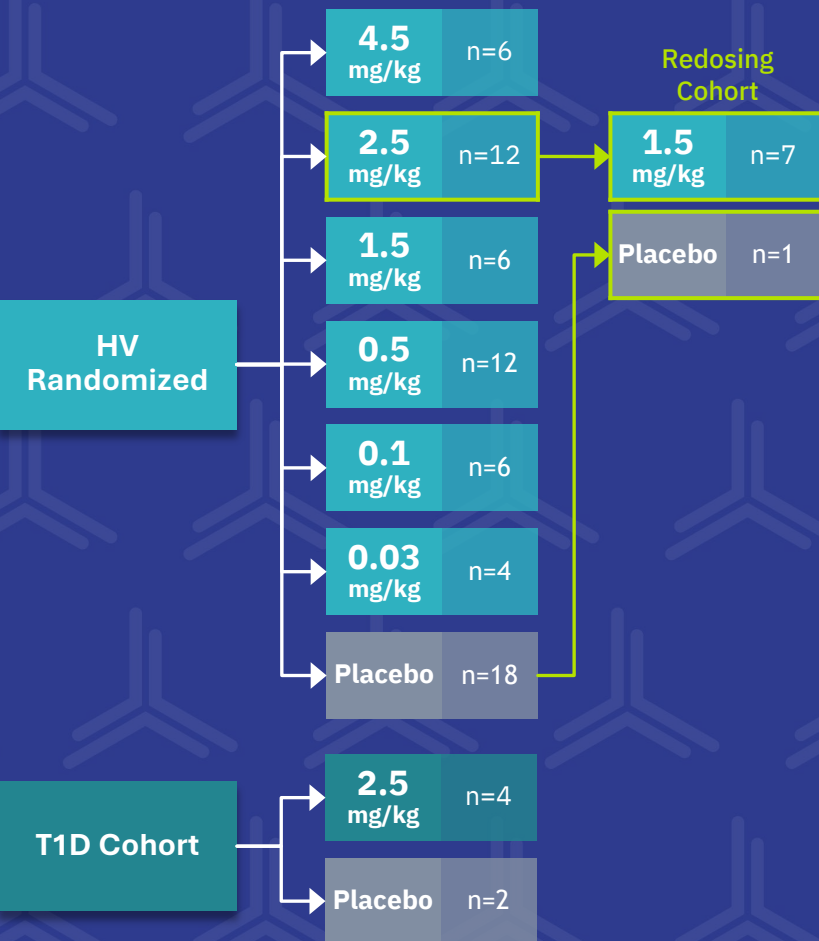 4.5
mg/kg
n=6
Redosing
Cohort
2.5
mg/kg
n=12
1.5
mg/kg
n=7
Placebo
n=1
1.5
mg/kg
n=6
HV
Randomized
0.5
mg/kg
n=12
0.1
mg/kg
n=6
0.03
mg/kg
n=4
Placebo
n=18
T1D Cohort
2.5
mg/kg
n=4
Placebo
n=2